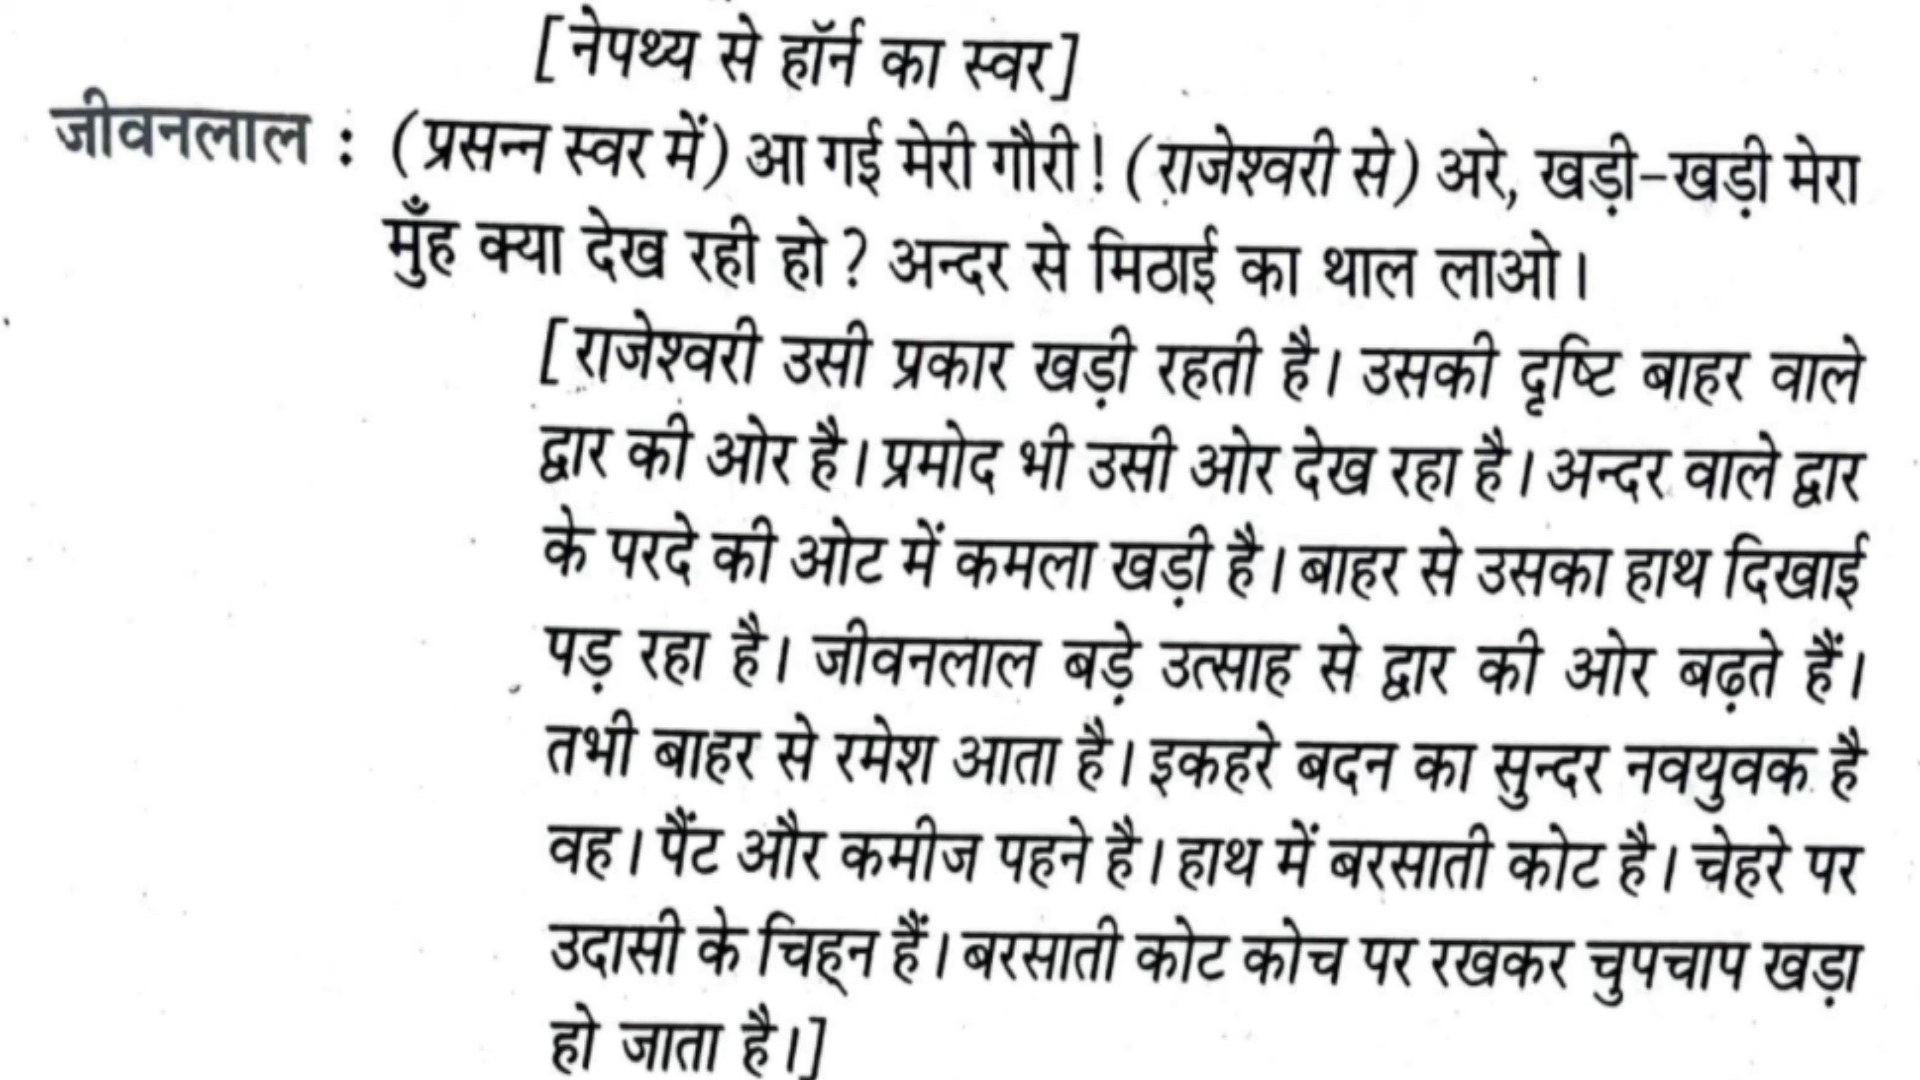 [नेपथ्य से हॉर्न का स्वर]
जीवनलाल : (प्रसन्न स्वर में) आ गई मेरी गौरी! (राजेश्वरी से) अरे, खड़ी-खड़ी मेरा
मुँह क्या देख रही हो? अन्दर से मिठाई का थाल लाओ।
[राजेश्वरी उसी प्रकार खड़ी रहती है। उसकी दृष्टि बाहर वाले
द्वार की ओर है। प्रमोद भी उसी ओर देख रहा है। अन्दर वाले द्वार
के परदे की ओट में कमला खड़ी है। बाहर से उसका हाथ दिखाई
पड़ रहा है। जीवनलाल बड़े उत्साह से द्वार की ओर बढ़ते हैं।
तभी बाहर से रमेश आता है। इकहरे बदन का सुन्दर नवयुवक है
वह। पैंट और कमीज पहने है। हाथ में बरसाती कोट है। चेहरे पर
उदासी के चिह्‌न हैं। बरसाती कोट कोच पर रखकर चुपचाप खड़ा
हो जाता है।]